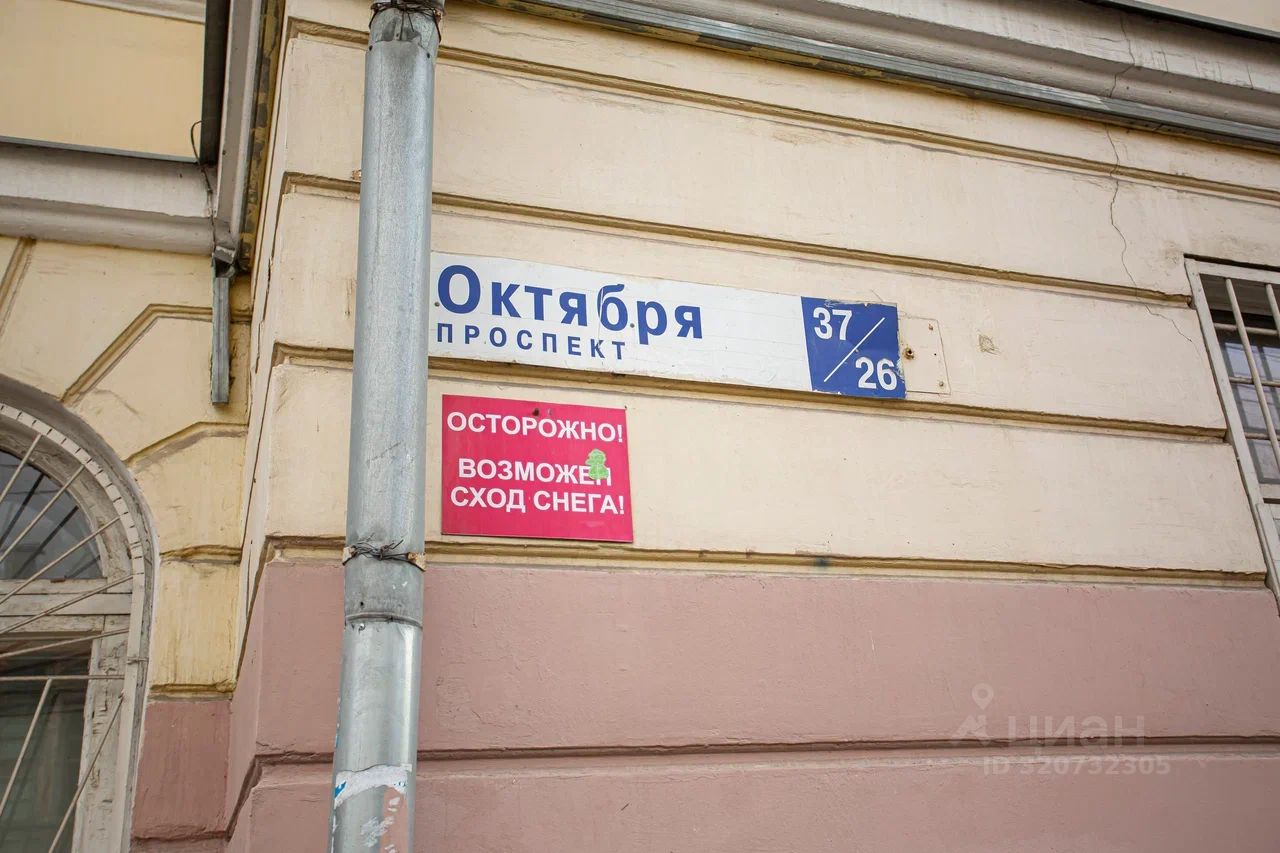 Октября
ПРОСПЕКТ
37/26
ОСТОРОЖНО!
ВОЗМОЖЕН
СХОД СНЕГА!
циан
ID 320732305